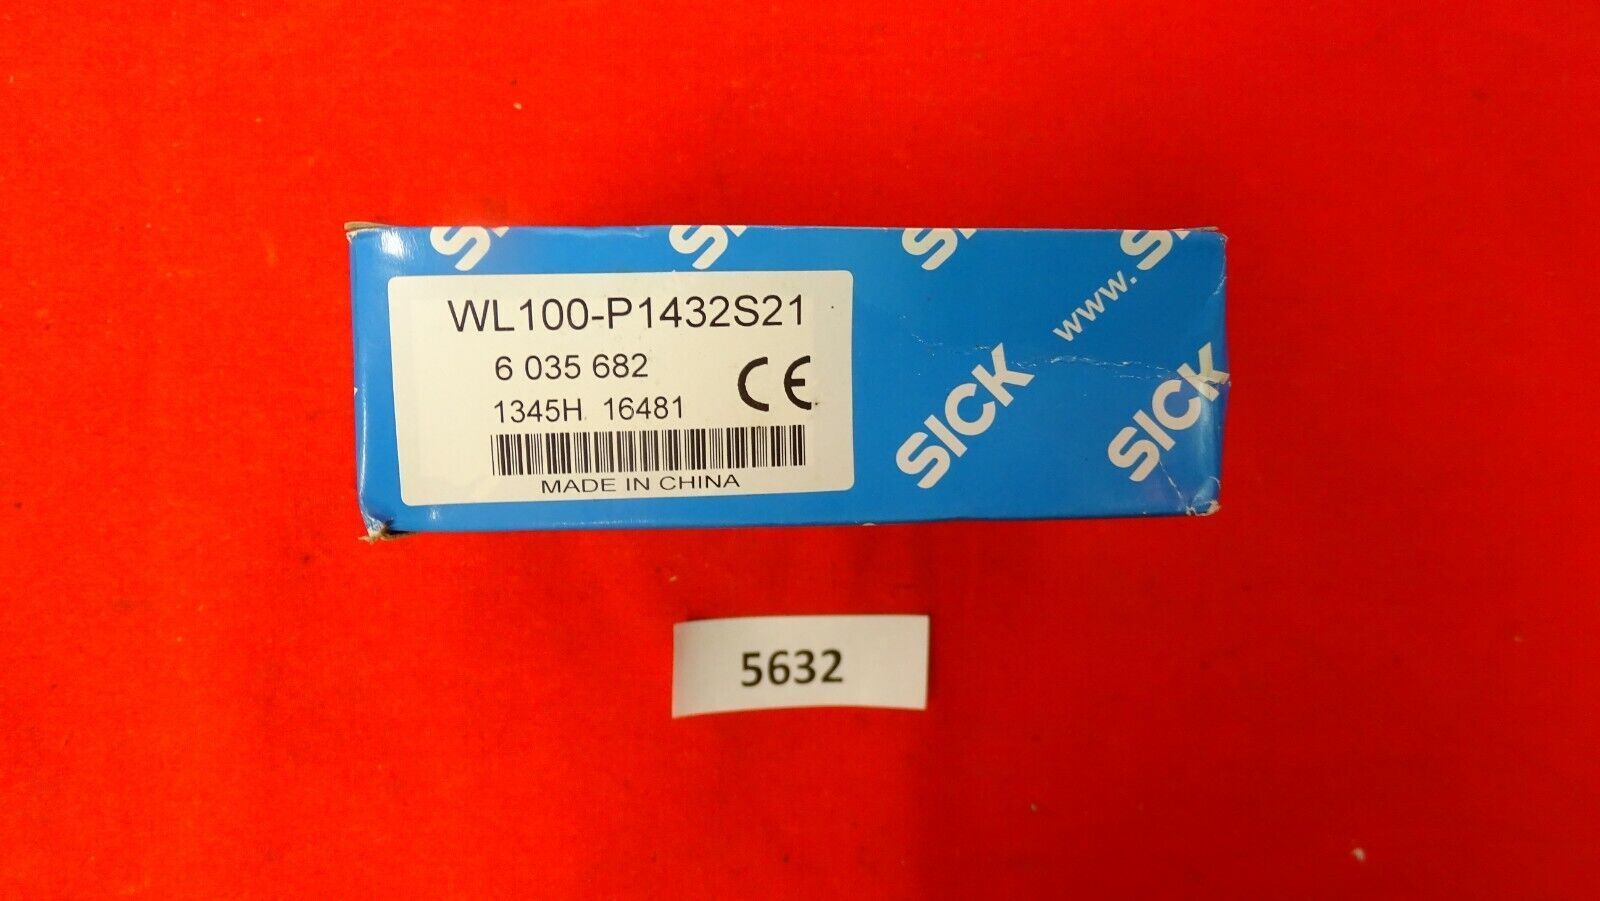 WL100-P1432S21
6 035 682
1345H 16481
CE
MADE IN CHINA
www.
SICK
SICK
5632